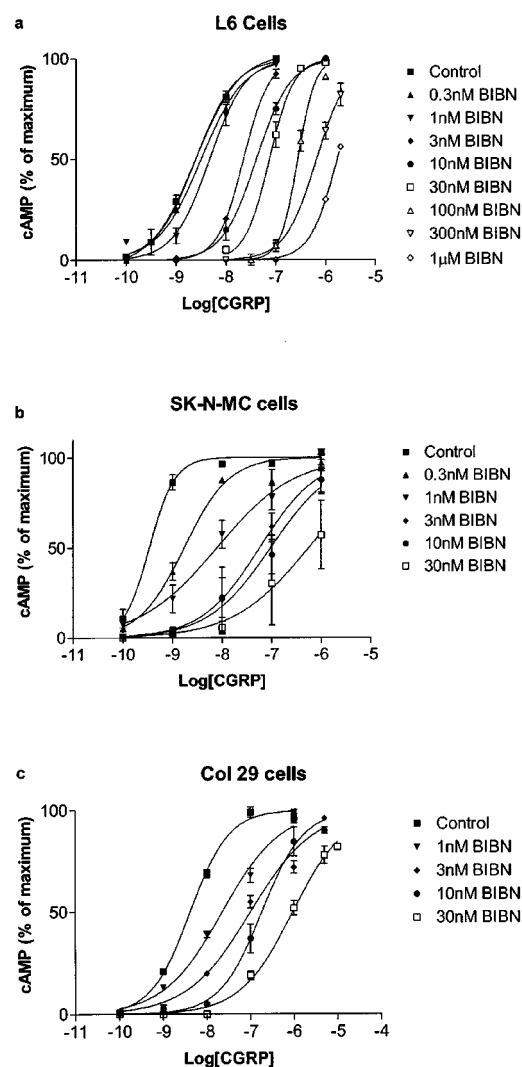 a
L6 Cells
cAMP (% of maximum)
100
50
0
-11
-10
-9
-8
-7
-6
-5
Log[CGRP]
Control
0.3nM BIBN
1nM BIBN
3nM BIBN
10nM BIBN
30nM BIBN
100nM BIBN
300nM BIBN
1µM BIBN
b
SK-N-MC cells
cAMP (% of maximum)
100
50
0
-11
-10
-9
-8
-7
-6
-5
Log[CGRP]
Control
0.3nM BIBN
1nM BIBN
3nM BIBN
10nM BIBN
30nM BIBN
c
Col 29 cells
cAMP (% of maximum)
100
50
0
-11
-10
-9
-8
-7
-6
-5
-4
Log[CGRP]
Control
1nM BIBN
3nM BIBN
10nM BIBN
30nM BIBN